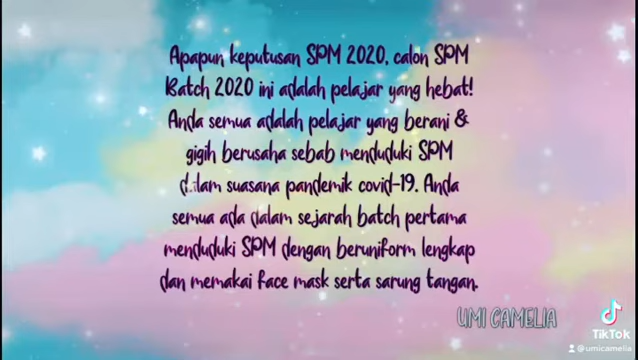 Apapun keputusan SPM 2020, calon SPM
Batch 2020 ini adalah pelajar yang hebat!
Anda semua adalah pelajar yang berani &
gigih berusaha sebab menduduki SPM
dalam suasana pandemik covid-19. Anda
semua ada dalam sejarah batch pertama
menduduki SPM dengan beruniform lengkap
dan memakai face mask serta sarung tangan.
UMI CAMELIA
TikTok
@umicamelia